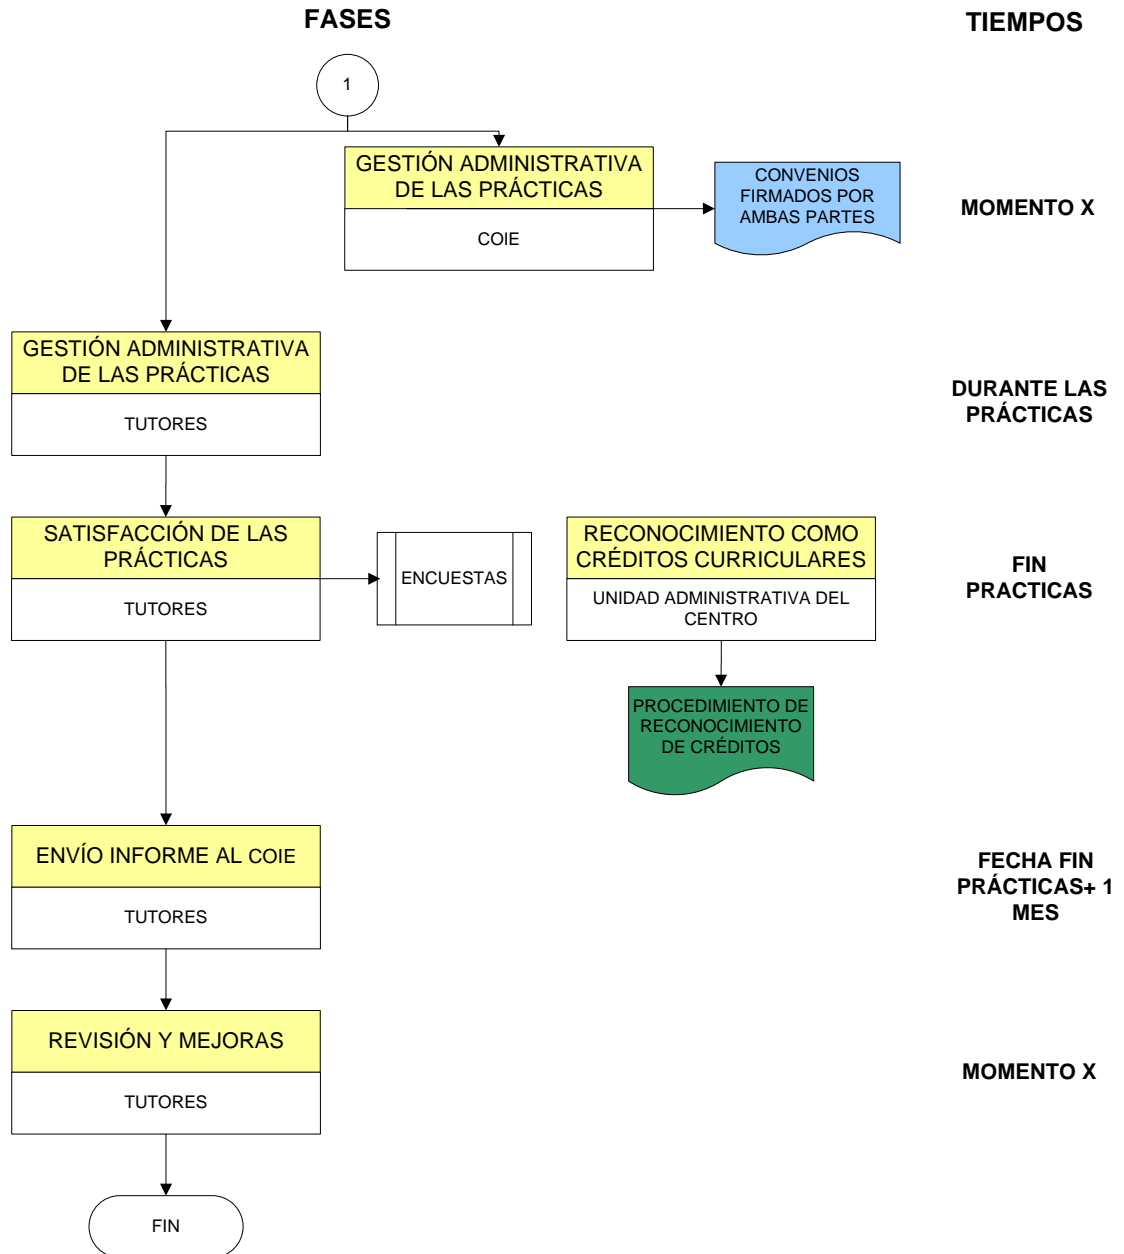 FASES
TIEMPOS
1
GESTIÓN ADMINISTRATIVA
DE LAS PRÁCTICAS
COIE
CONVENIOS
FIRMADOS POR
AMBAS PARTES
MOMENTO X
GESTIÓN ADMINISTRATIVA
DE LAS PRÁCTICAS
TUTORES
DURANTE LAS
PRÁCTICAS
SATISFACCIÓN DE LAS
PRÁCTICAS
TUTORES
ENCUESTAS
RECONOCIMIENTO COMO
CRÉDITOS CURRICULARES
UNIDAD ADMINISTRATIVA DEL
CENTRO
FIN
PRACTICAS
PROCEDIMIENTO DE
RECONOCIMIENTO
DE CRÉDITOS
ENVÍO INFORME AL COIE
TUTORES
FECHA FIN
PRÁCTICAS+ 1
MES
REVISIÓN Y MEJORAS
TUTORES
MOMENTO X
FIN